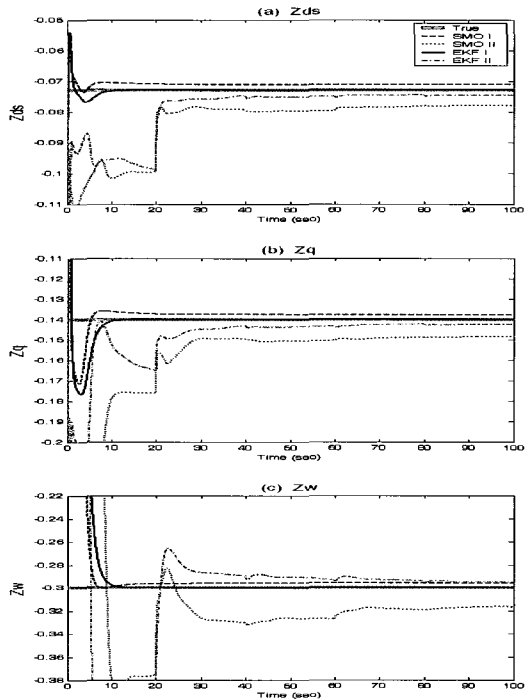 (a) Zds
-0.05
-0.06
-0.07
-0.08
-0.09
-0.1
-0.11
Zds
True
SMO I
SMO II
EKF I
EKF II
0 10 20 30 40 50 60 70 80 90 100
Time (sec)
(b) Zq
-0.11
-0.12
-0.13
-0.14
-0.15
-0.16
-0.17
-0.18
-0.19
-0.2
Zq
0 10 20 30 40 50 60 70 80 90 100
Time (sec)
(c) Zw
-0.22
-0.24
-0.26
-0.28
-0.3
-0.32
-0.34
-0.36
-0.38
Zw
0 10 20 30 40 50 60 70 80 90 100
Time (sec)